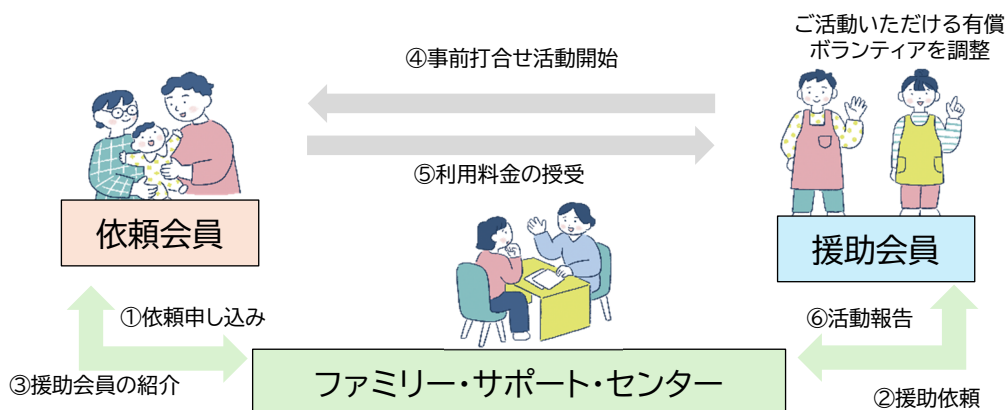 ご活動いただける有償
ボランティアを調整
④事前打合せ活動開始
⑤利用料金の授受
依頼会員
援助会員
①依頼申し込み
⑥活動報告
③援助会員の紹介
ファミリー・サポート・センター
②援助依頼